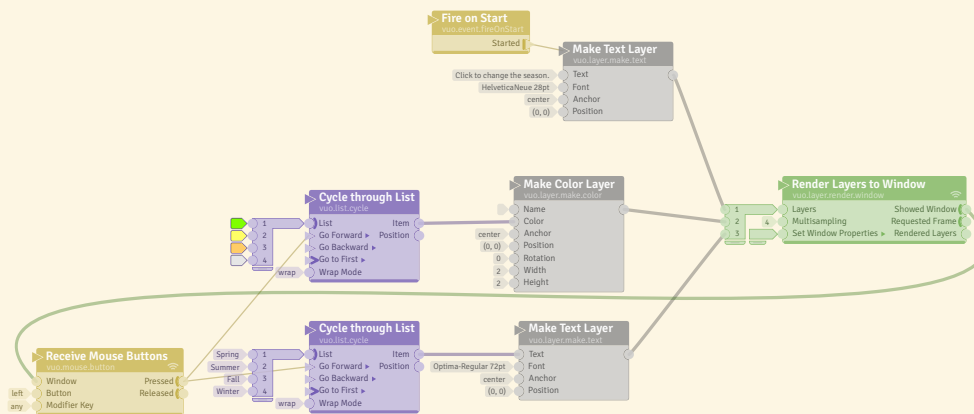 Fire on Start
vuo.event.fireOnStart
Started
Make Text Layer
vuo.layer.make.text
Click to change the season. Text
HelveticaNeue 28pt Font
center Anchor
(0, 0) Position
Cycle through List
vuo.list.cycle
1 List Item
2 Go Forward Position
3 Go Backward
4 Go to First
wrap Wrap Mode
Make Color Layer
vuo.layer.make.color
Name
Color
center Anchor
(0, 0) Position
0 Rotation
2 Width
2 Height
Render Layers to Window
vuo.layer.render.window
1 Layers Showed Window
2 4 Multisampling Requested Frame
3 Set Window Properties Rendered Layers
Receive Mouse Buttons
vuo.mouse.button
Window Pressed
left Button Released
any Modifier Key
Cycle through List
vuo.list.cycle
Spring 1 List Item
Summer 2 Go Forward Position
Fall 3 Go Backward
Winter 4 Go to First
wrap Wrap Mode
Make Text Layer
vuo.layer.make.text
Text
Optima-Regular 72pt Font
center Anchor
(0, 0) Position